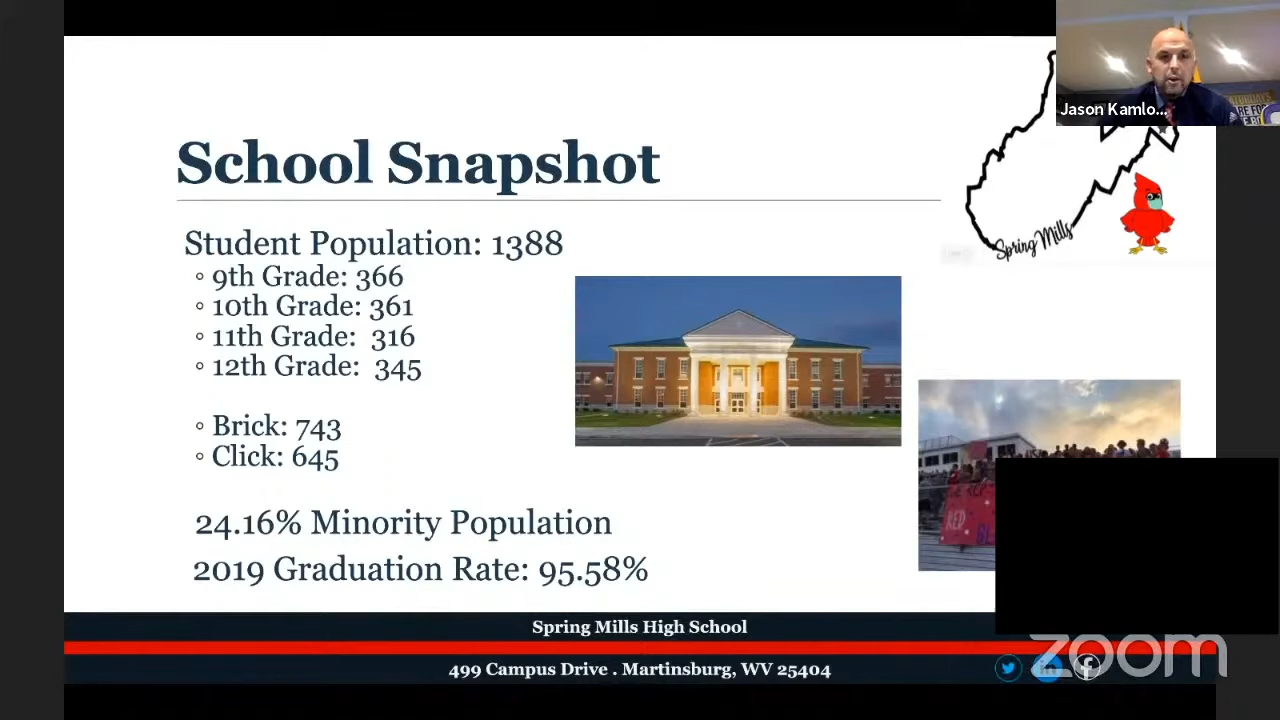 Jason Kamlo...
School Snapshot
Student Population: 1388
◦ 9th Grade: 366
◦ 10th Grade: 361
◦ 11th Grade: 316
◦ 12th Grade: 345
◦ Brick: 743
◦ Click: 645
24.16% Minority Population
2019 Graduation Rate: 95.58%
Spring Mills
REP
Spring Mills High School
499 Campus Drive . Martinsburg, WV 25404
zoom